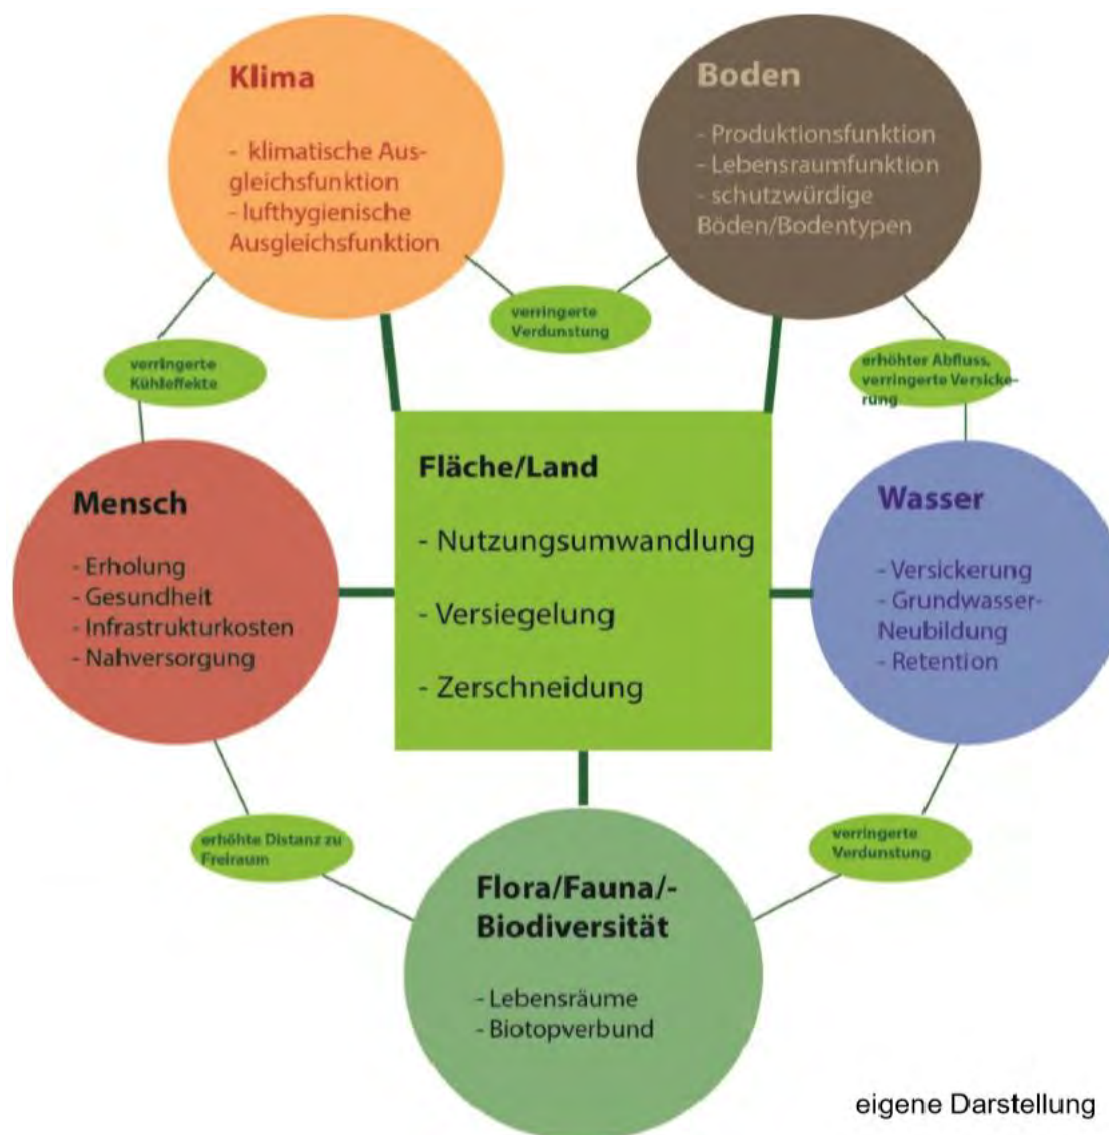 Klima
- klimatische Aus-
gleichsfunktion
- lufthygienische
Ausgleichsfunktion
Boden
- Produktionsfunktion
- Lebensraumfunktion
- schutzwürdige
Böden/Bodentypen
verringerte
Verdunstung
verringerte
Kühleffekte
erhöhter Abfluss,
verringerte Versicke-
rung
Mensch
- Erholung
- Gesundheit
- Infrastrukturkosten
- Nahversorgung
Fläche/Land
- Nutzungsumwandlung
- Versiegelung
- Zerschneidung
Wasser
- Versickerung
- Grundwasser-
Neubildung
- Retention
erhöhte Distanz zu
Freiraum
verringerte
Verdunstung
Flora/Fauna/-
Biodiversität
- Lebensräume
- Biotopverbund
eigene Darstellung